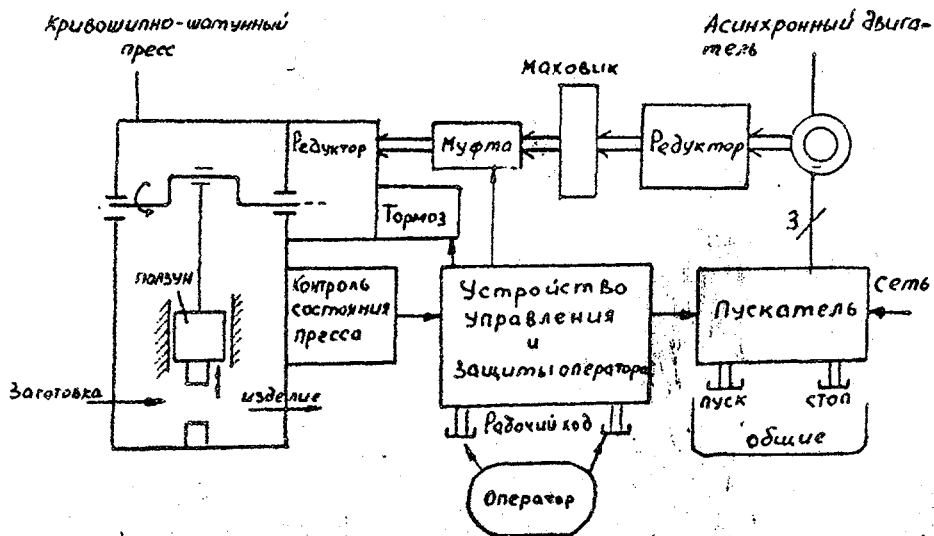 Кривошипно-шатунный
пресс
Асинхронный двига-
тель
маховик
Редуктор
Муфта
Редуктор
Тормоз
3
ползун
Контроль
состояния
пресса
Устройство
управления
и
защиты оператора
Пускатель
Сеть
Заготовка
изделие
Рабочий ход
пуск
стоп
общие
Оператор